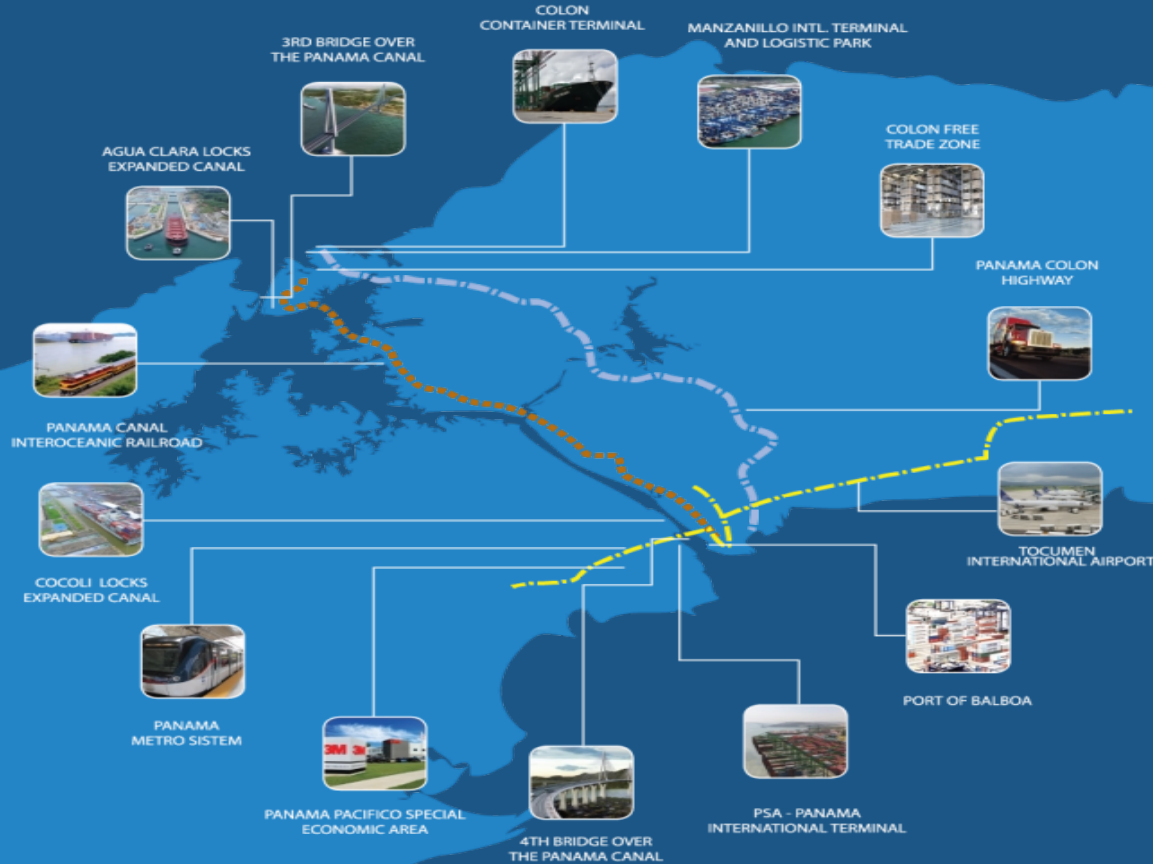 COLON
CONTAINER TERMINAL
MANZANILLO INTL. TERMINAL
AND LOGISTIC PARK
3RD BRIDGE OVER
THE PANAMA CANAL
COLON FREE
TRADE ZONE
AGUA CLARA LOCKS
EXPANDED CANAL
PANAMA COLON
HIGHWAY
PANAMA CANAL
INTEROCEANIC RAILROAD
TOCUMEN
INTERNATIONAL AIRPORT
COCOLI LOCKS
EXPANDED CANAL
PORT OF BALBOA
PANAMA
METRO SISTEM
3M 3
PANAMA PACIFICO SPECIAL
ECONOMIC AREA
PSA - PANAMA
INTERNATIONAL TERMINAL
4TH BRIDGE OVER
THE PANAMA CANAL